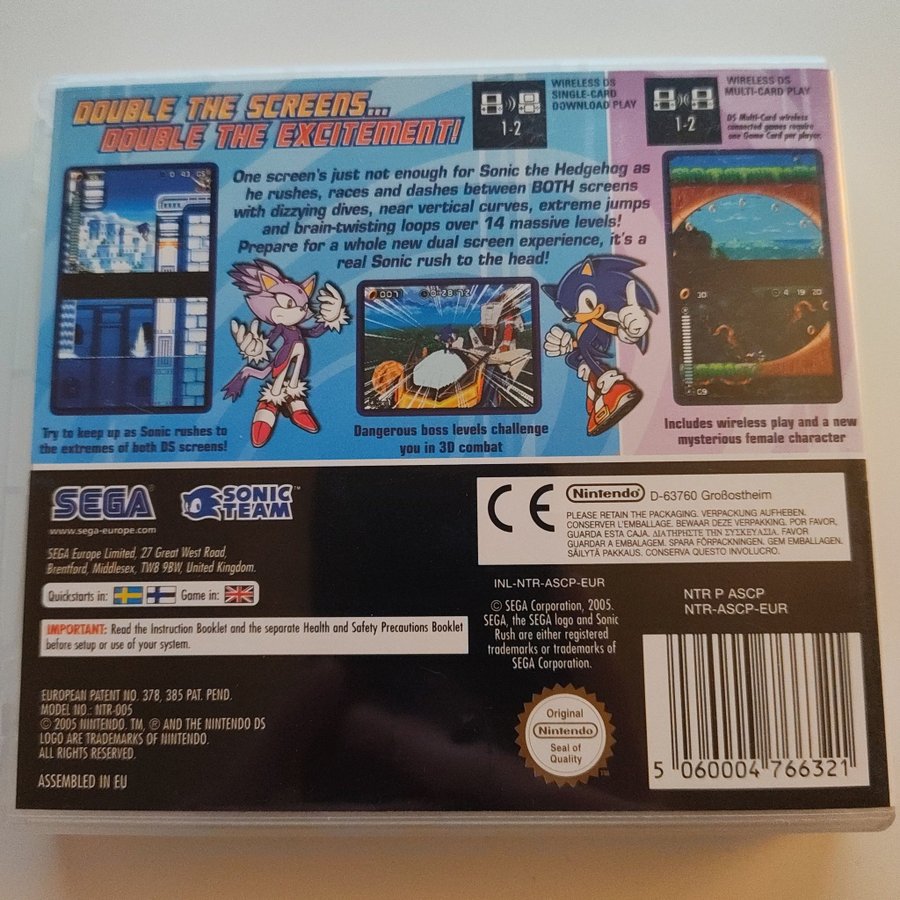 DOUBLE THE SCREENS...
DOUBLE THE EXCITEMENT!
1-2
WIRELESS DS
SINGLE-CARD
DOWNLOAD PLAY
1-2
WIRELESS DS
MULTI-CARD PLAY
DS Multi-Card wireless
connected games require
one Game Card per player.
One screen's just not enough for Sonic the Hedgehog as
he rushes, races and dashes between BOTH screens
with dizzying dives, near vertical curves, extreme jumps
and brain-twisting loops over 14 massive levels!
Prepare for a whole new dual screen experience, it's a
real Sonic rush to the head!
Try to keep up as Sonic rushes to
the extremes of both DS screens!
Dangerous boss levels challenge
you in 3D combat
Includes wireless play and a new
mysterious female character
SEGA
www.sega-europe.com
SONIC
TEAM™
SEGA Europe Limited, 27 Great West Road,
Brentford, Middlesex, TW8 9BW, United Kingdom.
Quickstarts in: Game in:
IMPORTANT: Read the Instruction Booklet and the separate Health and Safety Precautions Booklet
before setup or use of your system.
EUROPEAN PATENT NO. 378, 385 PAT. PEND.
MODEL NO.: NTR-005
© 2005 NINTENDO. TM, ® AND THE NINTENDO DS
LOGO ARE TRADEMARKS OF NINTENDO.
ALL RIGHTS RESERVED.
ASSEMBLED IN EU
CE
Nintendo® D-63760 Großostheim
PLEASE RETAIN THE PACKAGING. VERPACKUNG AUFHEBEN.
CONSERVER L'EMBALLAGE. BEWAAR DEZE VERPAKKING. POR FAVOR,
GUARDA ESTA CAJA. ΔΙΑΤΗΡΗΣΤΕ ΤΗΝ ΣΥΣΚΕΥΑΣΙΑ. FAVOR
GUARDAR A EMBALAGEM. SPARA FÖRPACKNINGEN. GEM EMBALLAGEN.
SÄILYTÄ PAKKAUS. CONSERVA QUESTO INVOLUCRO.
INL-NTR-ASCP-EUR
© SEGA Corporation, 2005.
SEGA, the SEGA logo and Sonic
Rush are either registered
trademarks or trademarks of
SEGA Corporation.
NTR P ASCP
NTR-ASCP-EUR
Original
Nintendo
Seal of
Quality
5 060004 766321